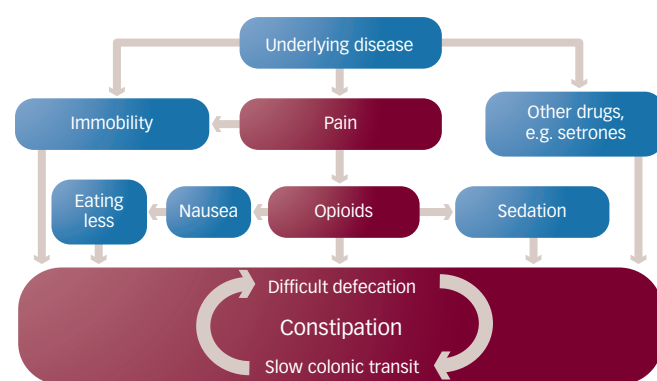 Underlying disease
Immobility
Pain
Other drugs,
e.g. setrones
Eating
less
Nausea
Opioids
Sedation
Difficult defecation
Constipation
Slow colonic transit